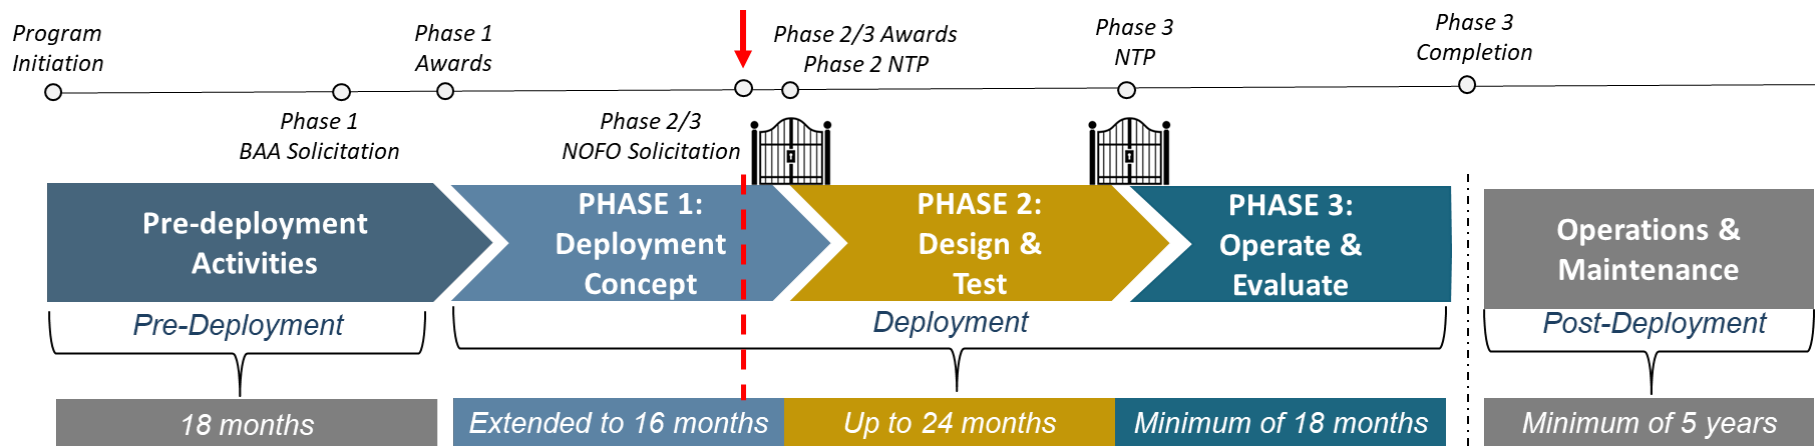 Program
Initiation
Phase 1
Awards
Phase 2/3 Awards
Phase 2 NTP
Phase 3
NTP
Phase 3
Completion
Phase 1
BAA Solicitation
Phase 2/3
NOFO Solicitation
Pre-deployment
Activities
PHASE 1:
Deployment
Concept
PHASE 2:
Design &
Test
PHASE 3:
Operate &
Evaluate
Operations &
Maintenance
Pre-Deployment
Deployment
Post-Deployment
18 months
Extended to 16 months
Up to 24 months
Minimum of 18 months
Minimum of 5 years